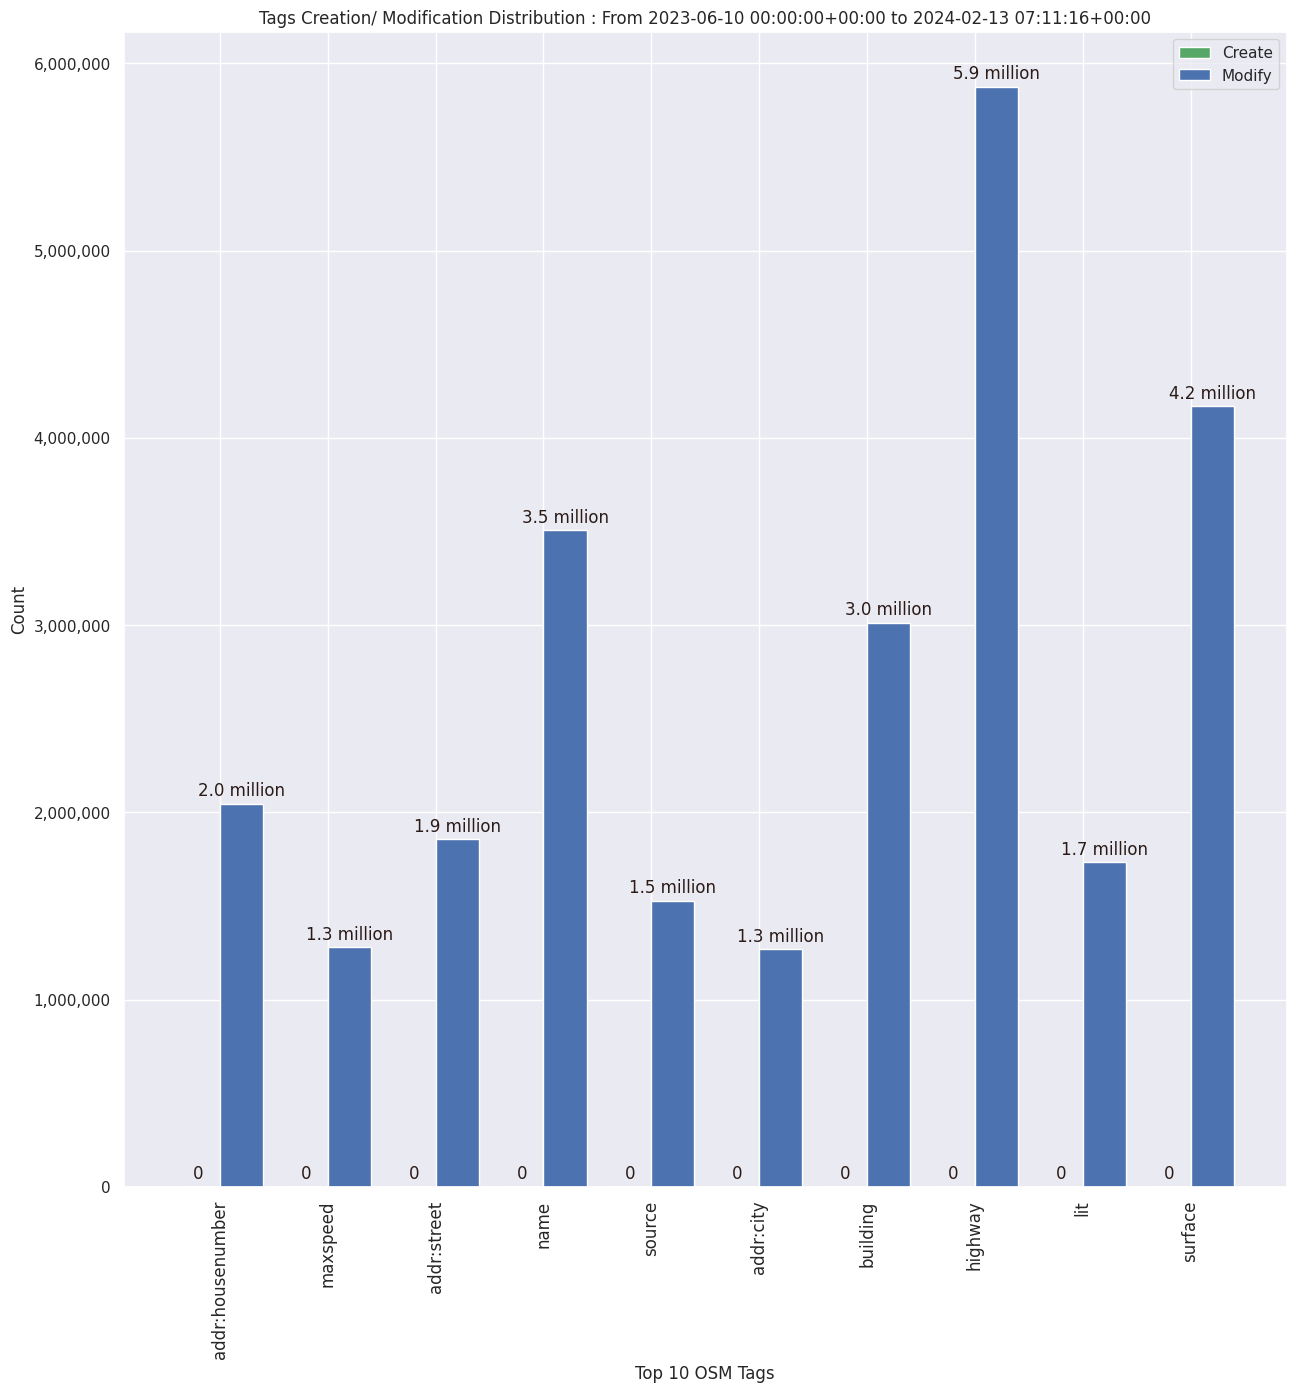 Tags Creation/ Modification Distribution : From 2023-06-10 00:00:00+00:00 to 2024-02-13 07:11:16+00:00
Create
Modify
6,000,000
5,000,000
4,000,000
3,000,000
2,000,000
1,000,000
0
Count
2.0 million
1.3 million
1.9 million
3.5 million
1.5 million
1.3 million
3.0 million
5.9 million
1.7 million
4.2 million
0
0
0
0
0
0
0
0
0
0
addr:housenumber
maxspeed
addr:street
name
source
addr:city
building
highway
lit
surface
Top 10 OSM Tags